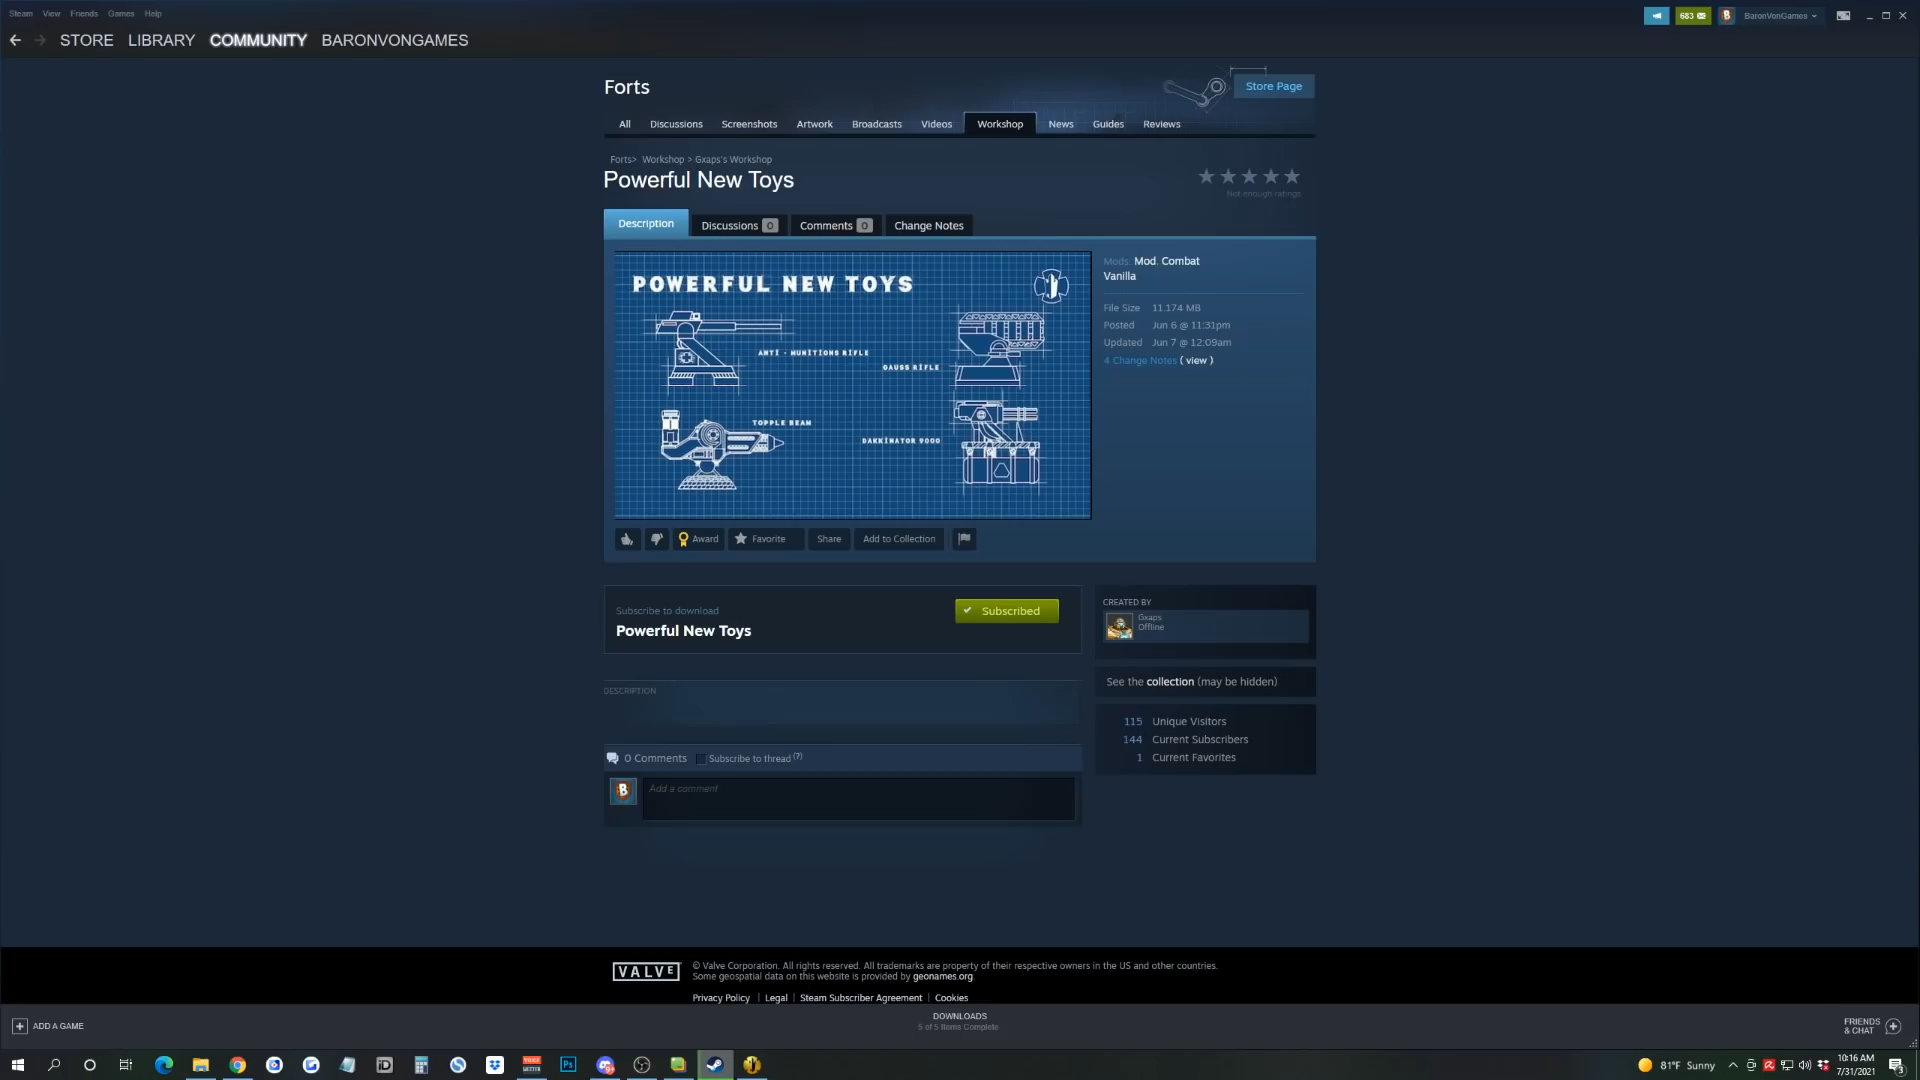 Steam View Friends Games Help
683
BaronVonGames
STORE LIBRARY COMMUNITY BARONVONGAMES
Forts
Store Page
All Discussions Screenshots Artwork Broadcasts Videos Workshop News Guides Reviews
Forts> Workshop > Gxaps's Workshop
Powerful New Toys
Not enough ratings
Description Discussions 0 Comments 0 Change Notes
POWERFUL NEW TOYS
ANTI - MUNITIONS RIFLE
GAUSS RIFLE
TOPPLE BEAM
DAKKINATOR 9000
Mods: Mod, Combat
Vanilla
File Size 11.174 MB
Posted Jun 6 @ 11:31pm
Updated Jun 7 @ 12:09am
4 Change Notes ( view )
Award Favorite Share Add to Collection
Subscribe to download
Powerful New Toys
Subscribed
CREATED BY
Gxaps
Offline
See the collection (may be hidden)
DESCRIPTION
115 Unique Visitors
144 Current Subscribers
1 Current Favorites
0 Comments Subscribe to thread (?)
B
Add a comment
VALVE
© Valve Corporation. All rights reserved. All trademarks are property of their respective owners in the US and other countries.
Some geospatial data on this website is provided by geonames.org.
Privacy Policy | Legal | Steam Subscriber Agreement | Cookies
ADD A GAME
DOWNLOADS
5 of 5 Items Complete
FRIENDS
& CHAT
iD
Ps
81°F Sunny
10:16 AM
7/31/2021